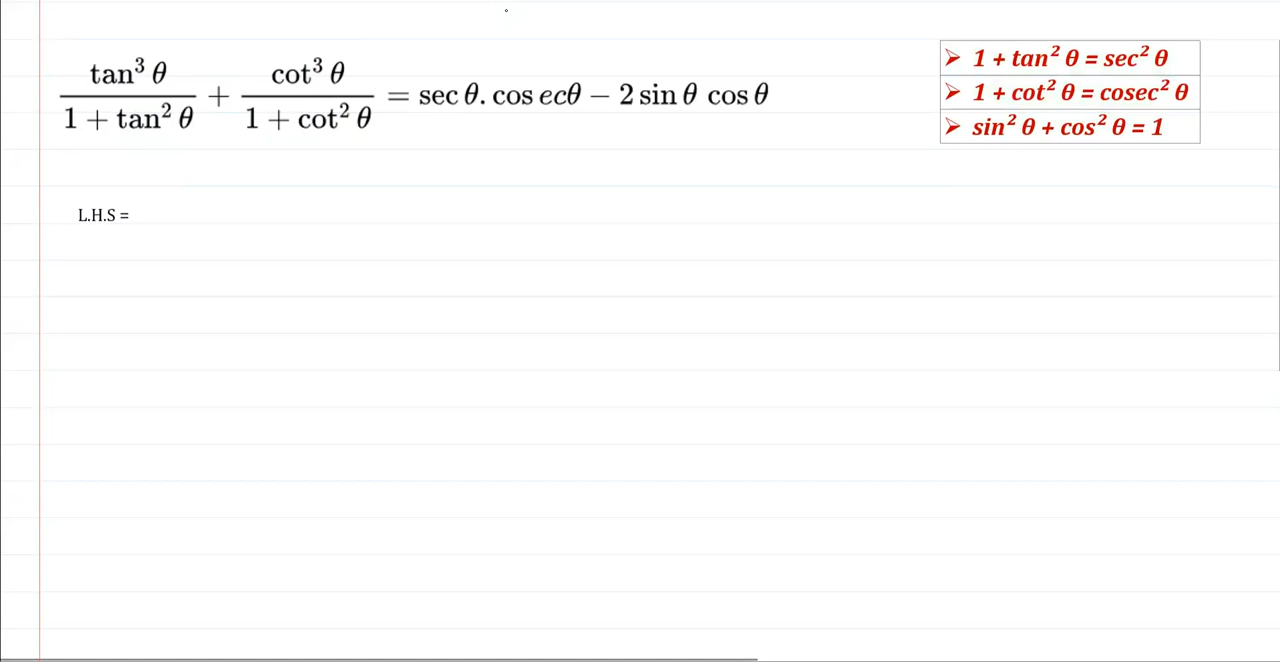 tan³ θ / 1 + tan² θ + cot³ θ / 1 + cot² θ = sec θ. cos ecθ − 2 sin θ cos θ
➢ 1 + tan² θ = sec² θ
➢ 1 + cot² θ = cosec² θ
➢ sin² θ + cos² θ = 1
L.H.S =